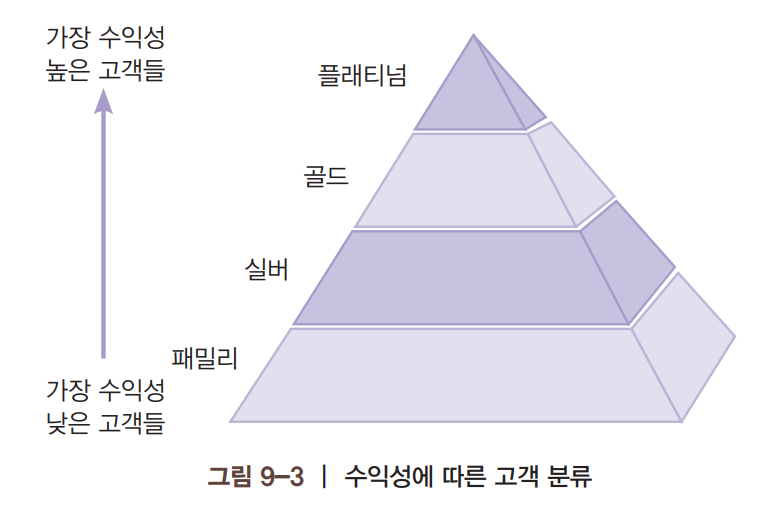 가장 수익성
높은 고객들
플래티넘
골드
실버
패밀리
가장 수익성
낮은 고객들
그림 9-3 | 수익성에 따른 고객 분류